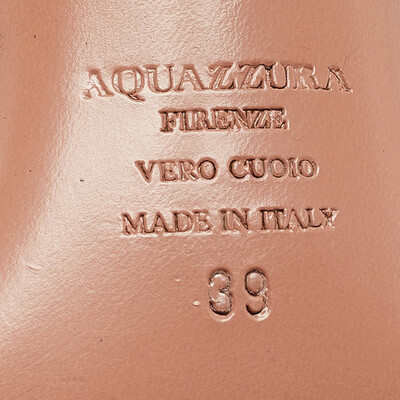 AQUAZZURA
FIRENZE
VERO CUOIO
MADE IN ITALY
39